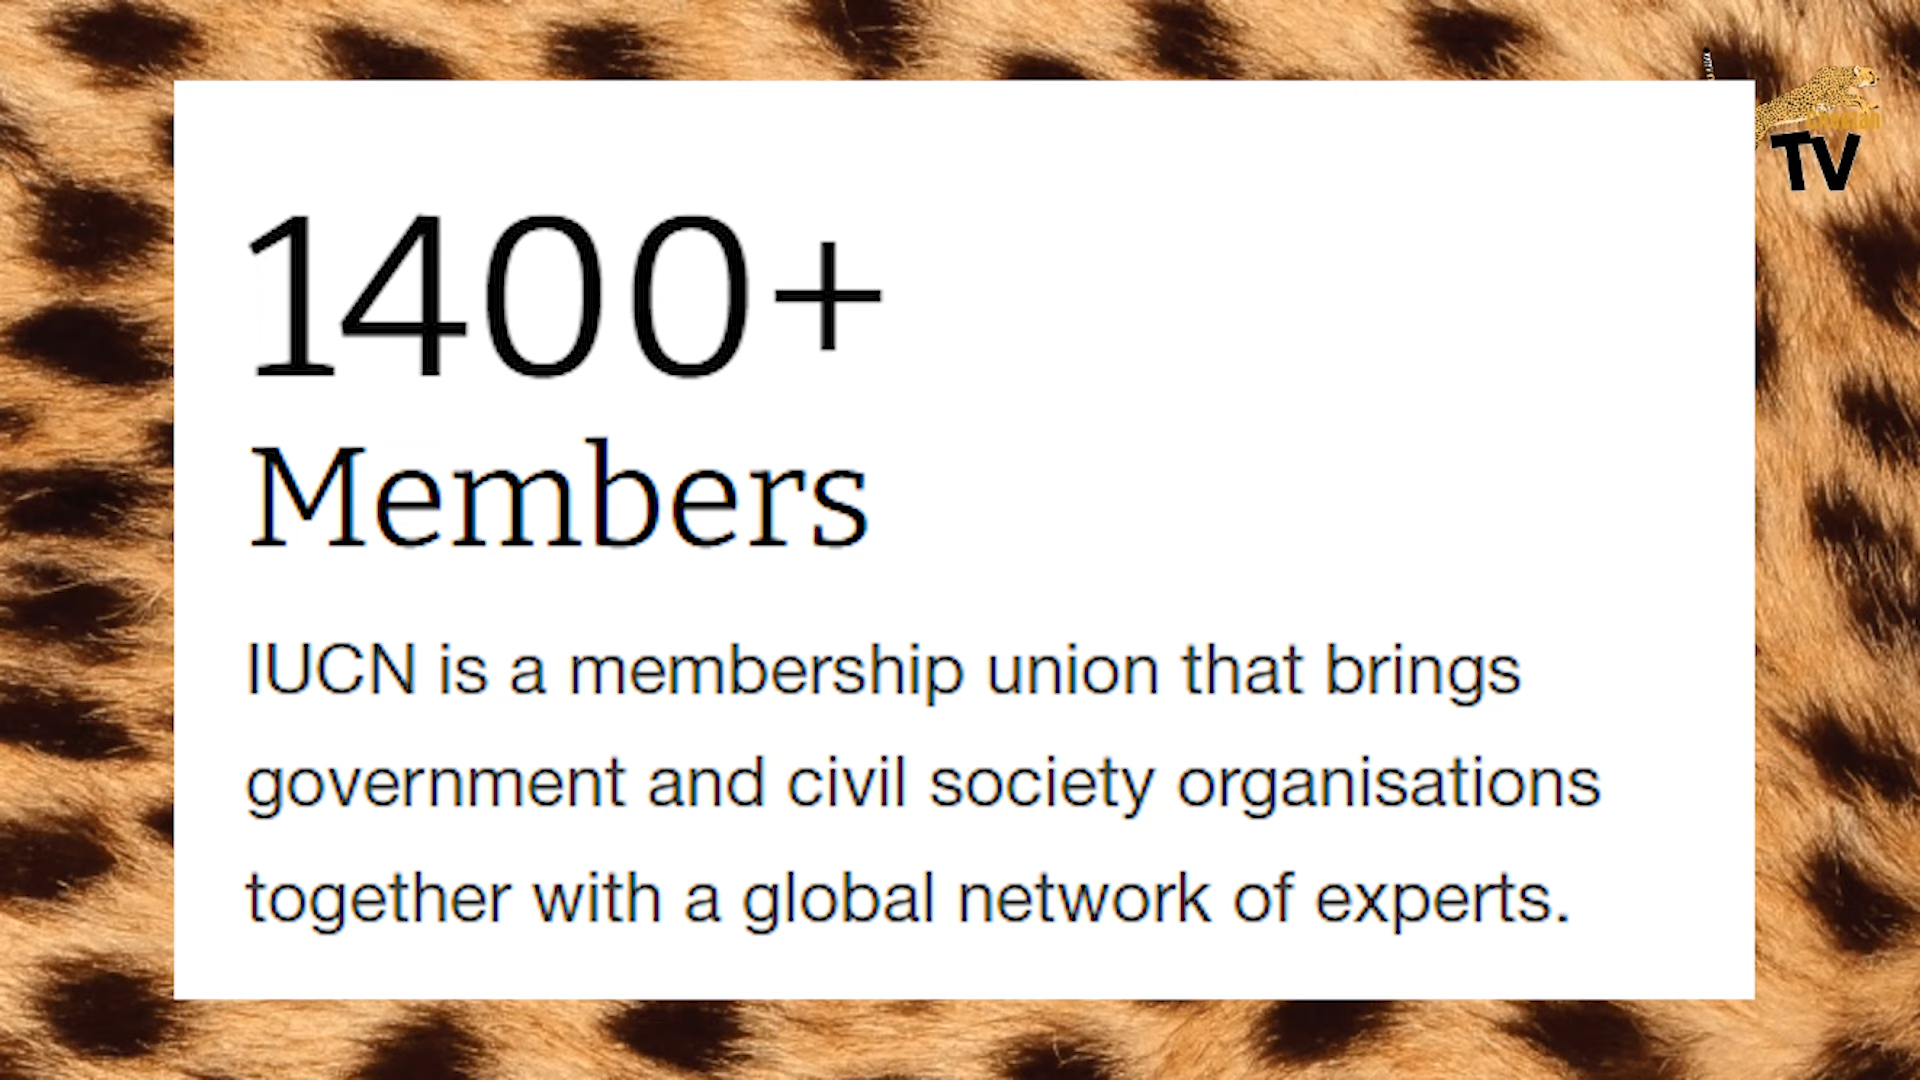 1400+
Members
IUCN is a membership union that brings
government and civil society organisations
together with a global network of experts.
Cheetah
TV